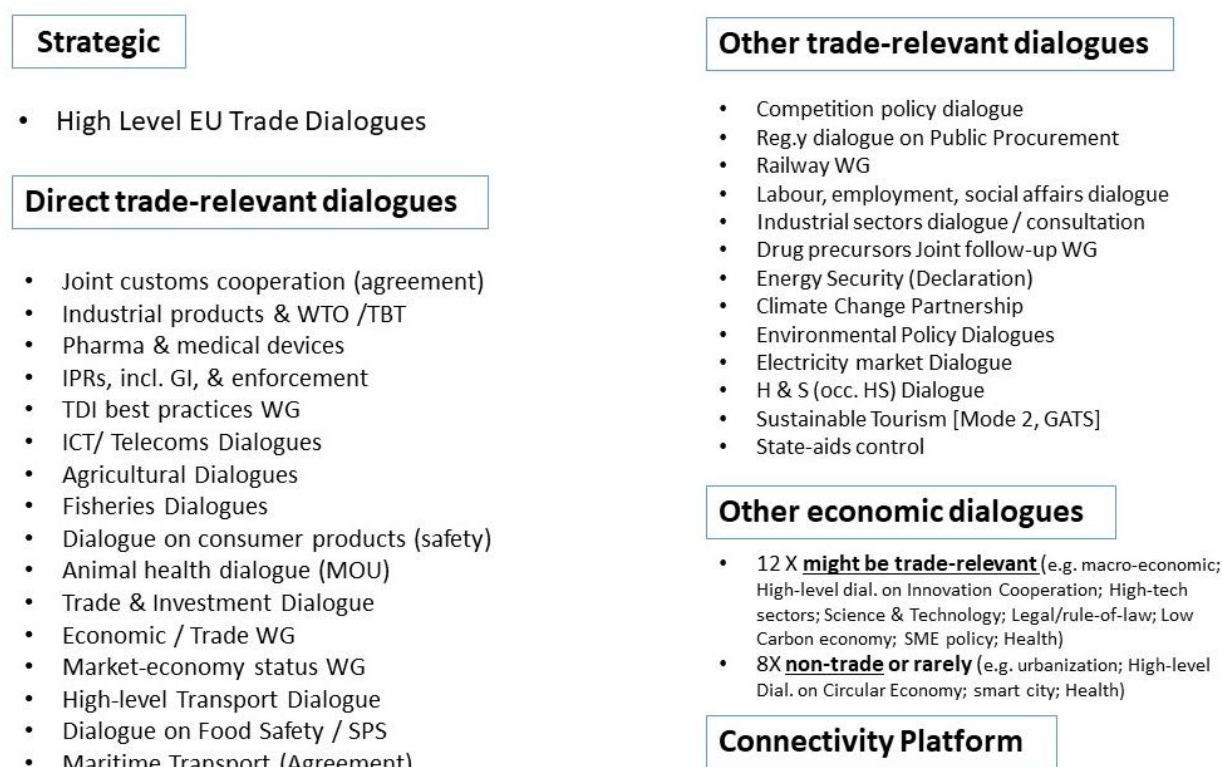 Strategic
• High Level EU Trade Dialogues
Direct trade-relevant dialogues
• Joint customs cooperation (agreement)
• Industrial products & WTO /TBT
• Pharma & medical devices
• IPRs, incl. GI, & enforcement
• TDI best practices WG
• ICT/ Telecoms Dialogues
• Agricultural Dialogues
• Fisheries Dialogues
• Dialogue on consumer products (safety)
• Animal health dialogue (MOU)
• Trade & Investment Dialogue
• Economic / Trade WG
• Market-economy status WG
• High-level Transport Dialogue
• Dialogue on Food Safety / SPS
• Maritime Transport (Agreement)
Other trade-relevant dialogues
• Competition policy dialogue
• Reg.y dialogue on Public Procurement
• Railway WG
• Labour, employment, social affairs dialogue
• Industrial sectors dialogue / consultation
• Drug precursors Joint follow-up WG
• Energy Security (Declaration)
• Climate Change Partnership
• Environmental Policy Dialogues
• Electricity market Dialogue
• H & S (occ. HS) Dialogue
• Sustainable Tourism [Mode 2, GATS]
• State-aids control
Other economic dialogues
• 12 X might be trade-relevant (e.g. macro-economic;
High-level dial. on Innovation Cooperation; High-tech
sectors; Science & Technology; Legal/rule-of-law; Low
Carbon economy; SME policy; Health)
• 8X non-trade or rarely (e.g. urbanization; High-level
Dial. on Circular Economy; smart city; Health)
Connectivity Platform